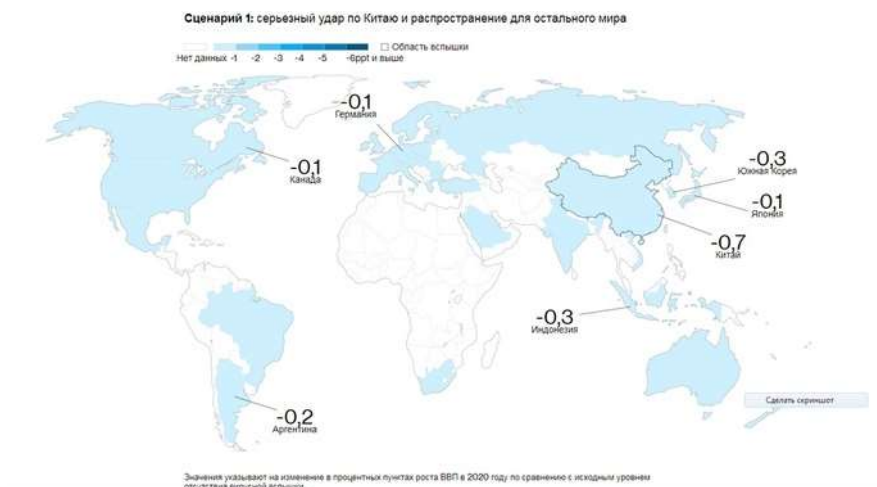 Сценарий 1: серьезный удар по Китаю и распространение для остального мира
Область вспышки
Нет данных -1 -2 -3 -4 -5 -6ppt и выше
-0,1
Германия
-0,1
Канада
-0,3
Южная Корея
-0,1
Япония
-0,7
Китай
-0,3
Индонезия
Сделать скриншот
-0,2
Аргентина
Значения указывают на изменение в процентных пунктах роста ВВП в 2020 году по сравнению с исходным уровнем